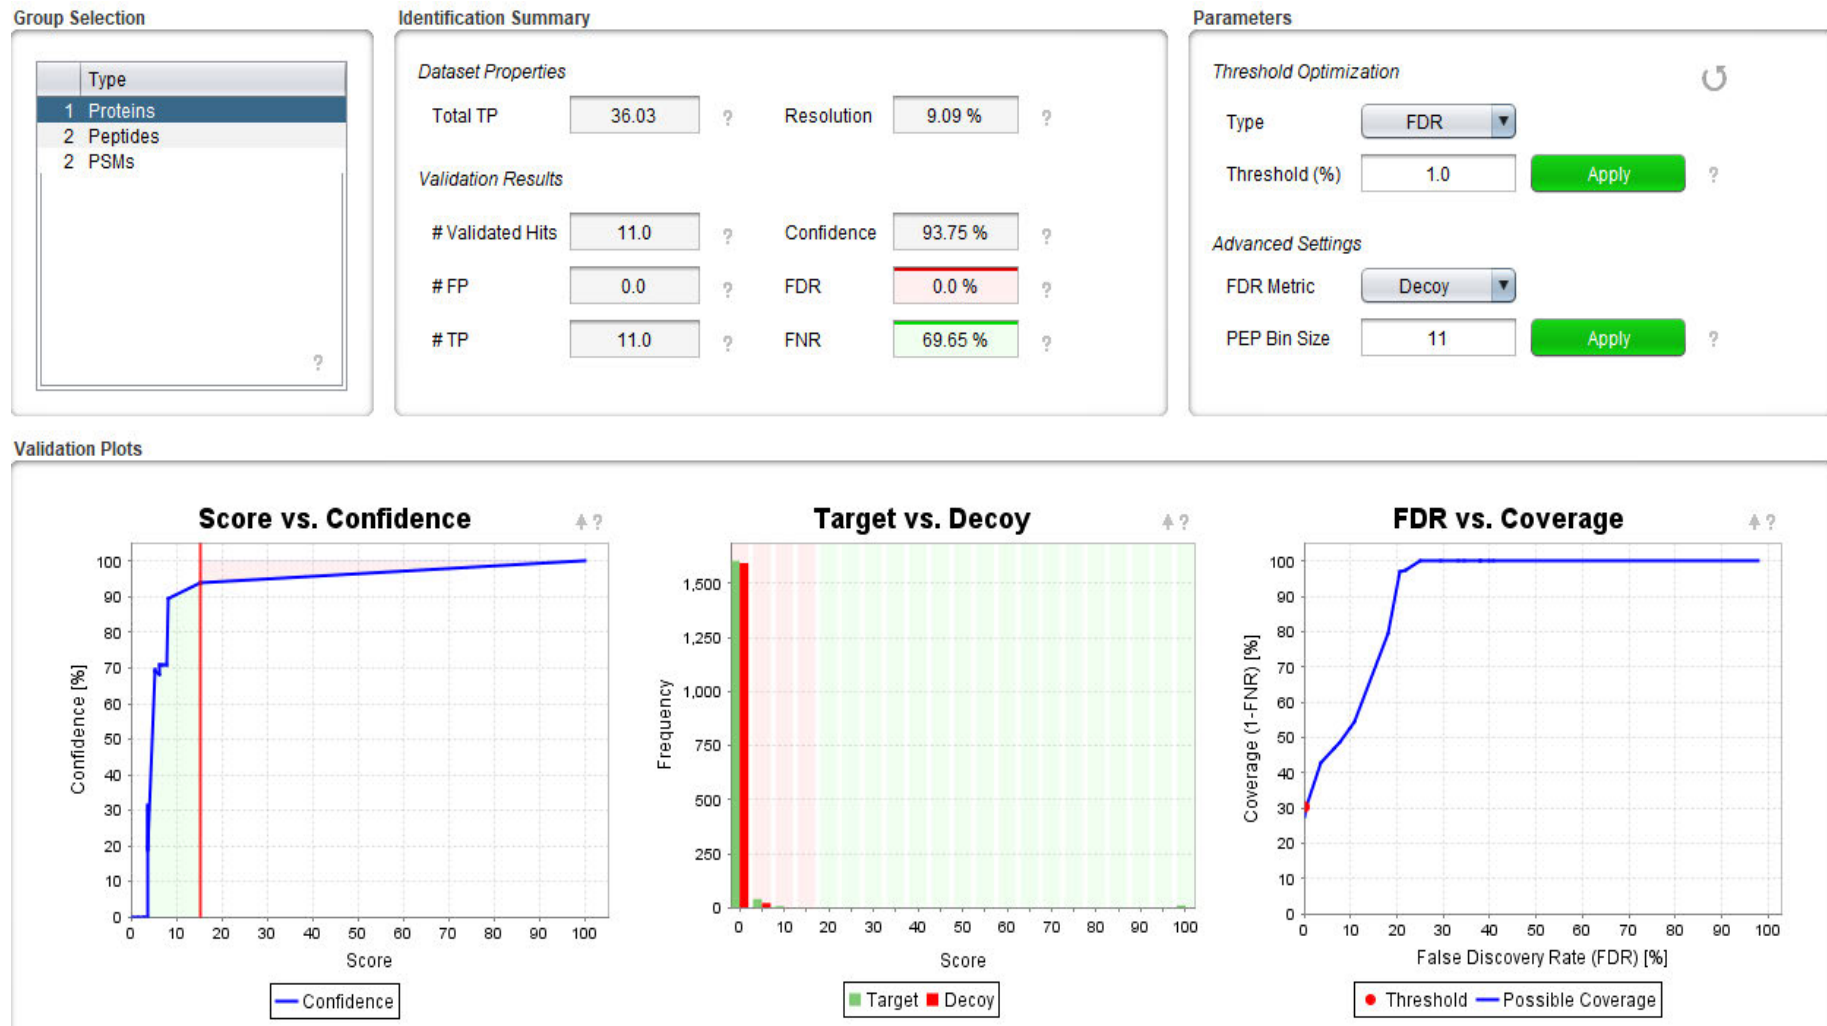 Group Selection
Type
1 Proteins
2 Peptides
2 PSMs
?
Identification Summary
Dataset Properties
Total TP 36.03 ? Resolution 9.09 % ?
Validation Results
# Validated Hits 11.0 ? Confidence 93.75 % ?
# FP 0.0 ? FDR 0.0 % ?
# TP 11.0 ? FNR 69.65 % ?
Parameters
Threshold Optimization
Type FDR
Threshold (%) 1.0 Apply ?
Advanced Settings
FDR Metric Decoy
PEP Bin Size 11 Apply ?
Validation Plots
Score vs. Confidence
?
Confidence [%]
100
90
80
70
60
50
40
30
20
10
0
0 10 20 30 40 50 60 70 80 90 100
Score
Confidence
Target vs. Decoy
?
Frequency
1,500
1,250
1,000
750
500
250
0
0 10 20 30 40 50 60 70 80 90 100
Score
Target Decoy
FDR vs. Coverage
?
Coverage (1-FNR) [%]
100
90
80
70
60
50
40
30
20
10
0
0 10 20 30 40 50 60 70 80 90 100
False Discovery Rate (FDR) [%]
Threshold Possible Coverage